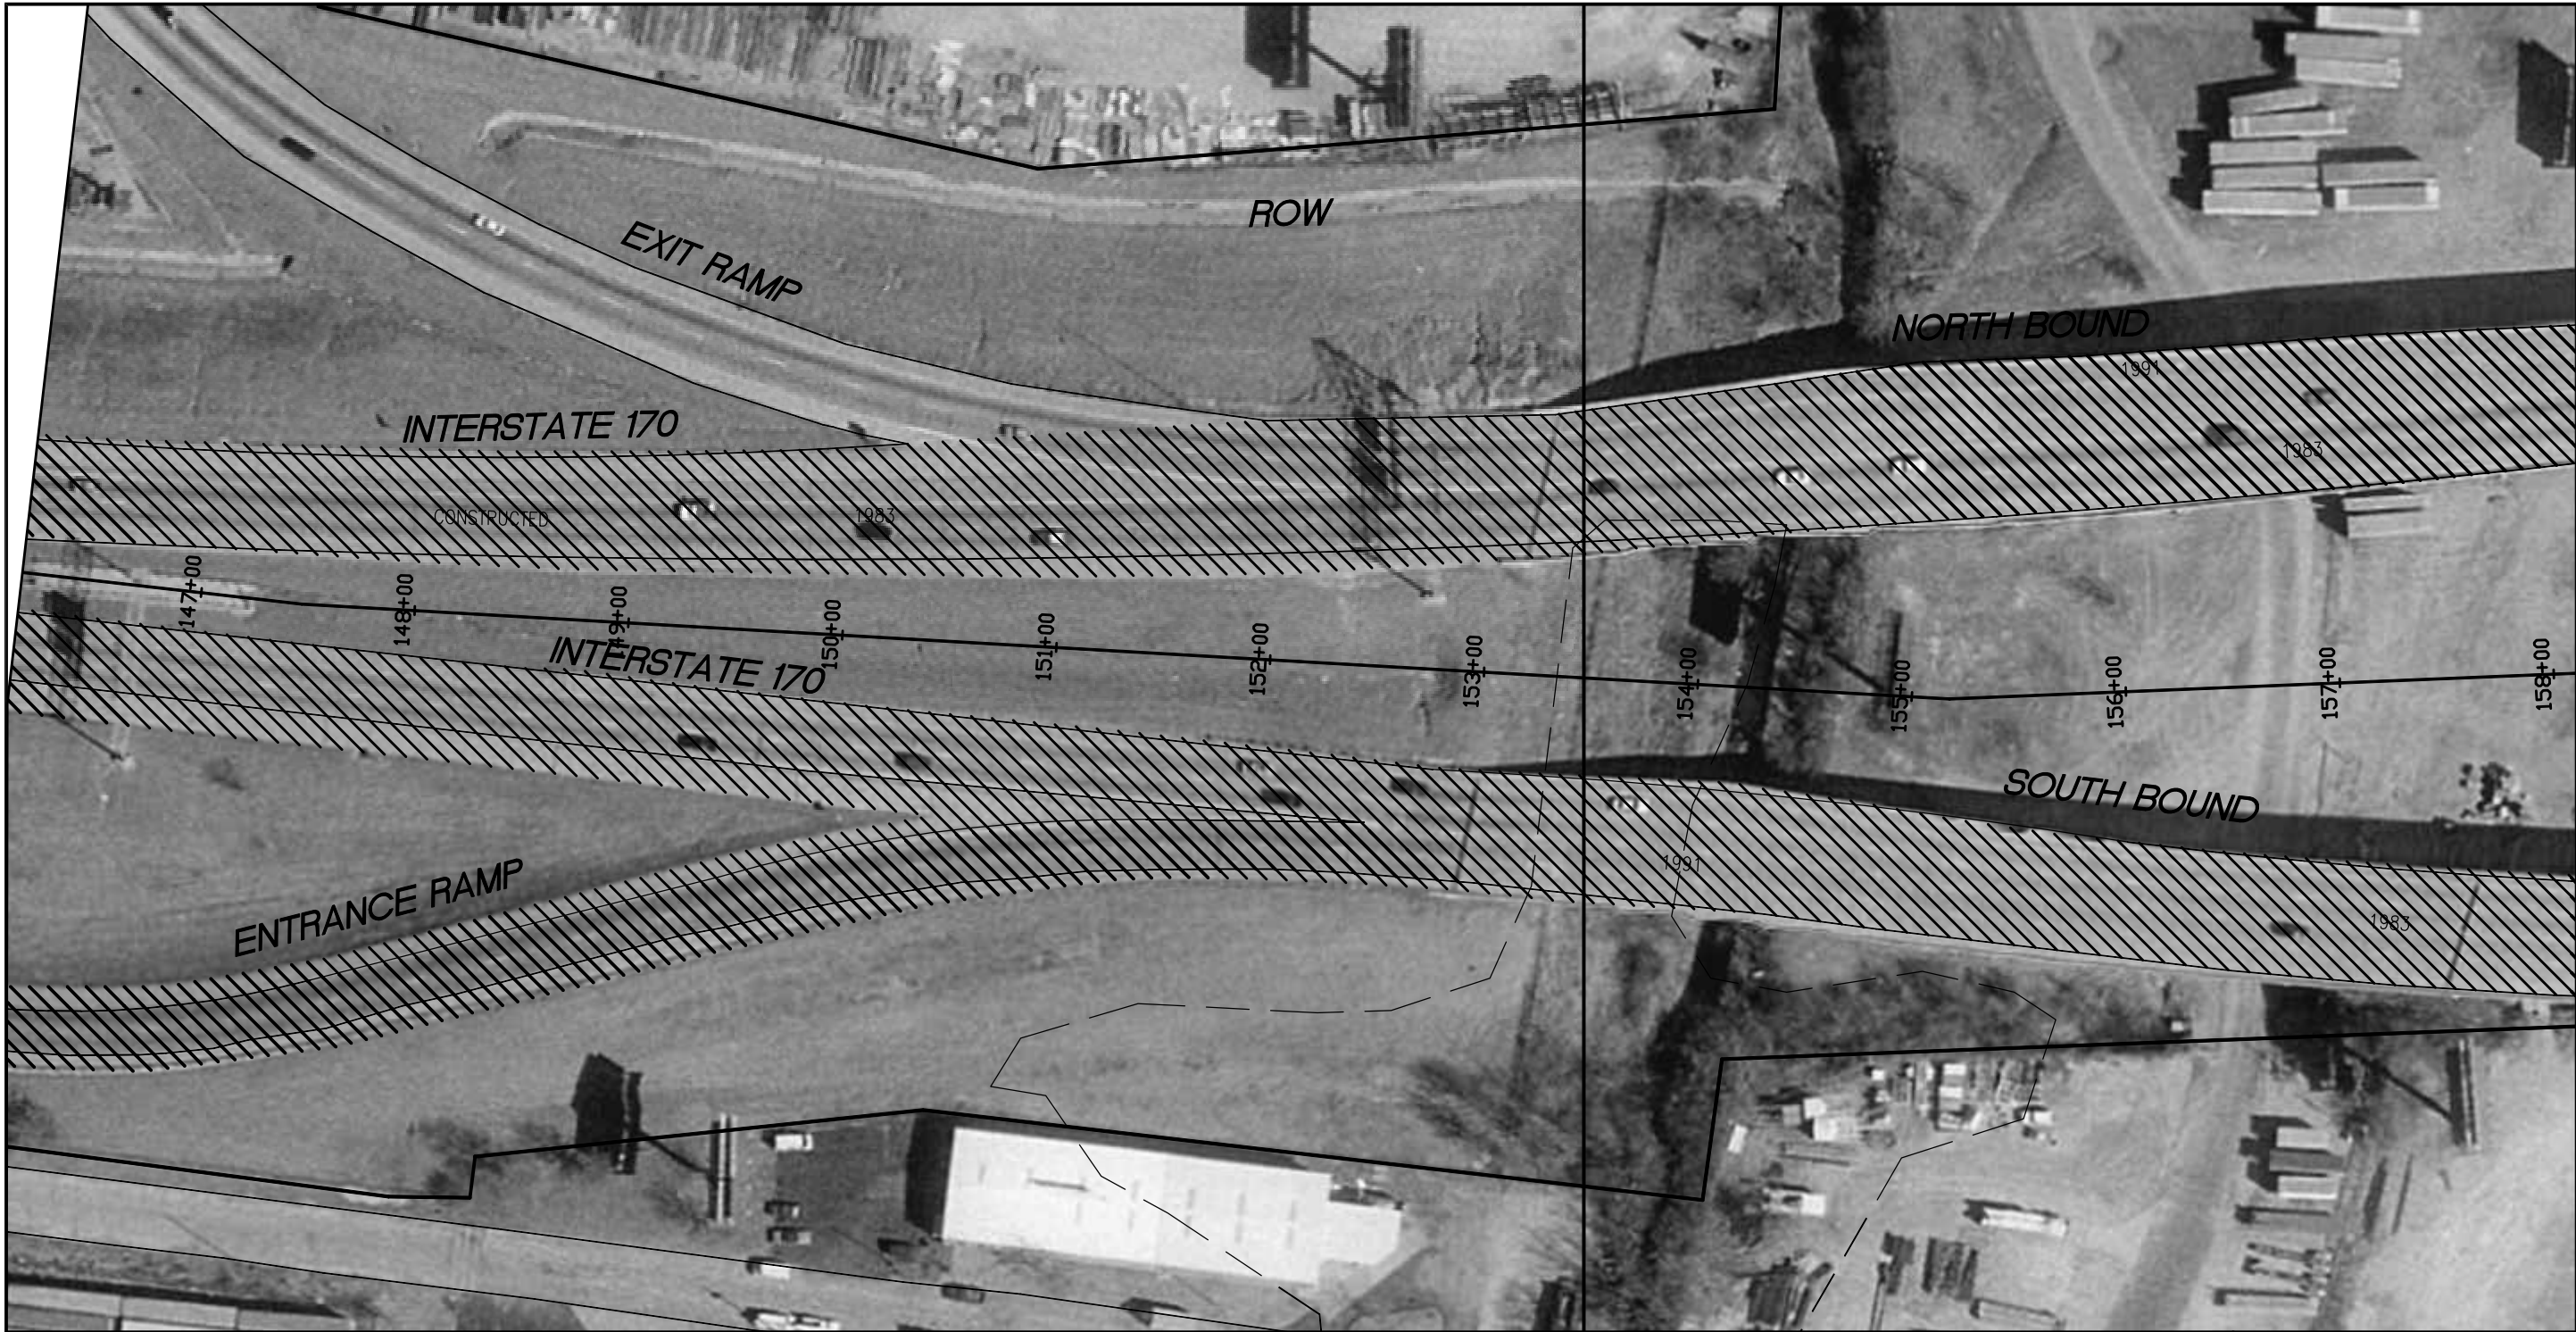 ROW
EXIT RAMP
NORTH BOUND
1991
INTERSTATE 170
1983
CONSTRUCTED
1983
147+00
148+00
149+00
150+00
151+00
152+00
153+00
154+00
155+00
156+00
157+00
158+00
INTERSTATE 170
SOUTH BOUND
1991
ENTRANCE RAMP
1983